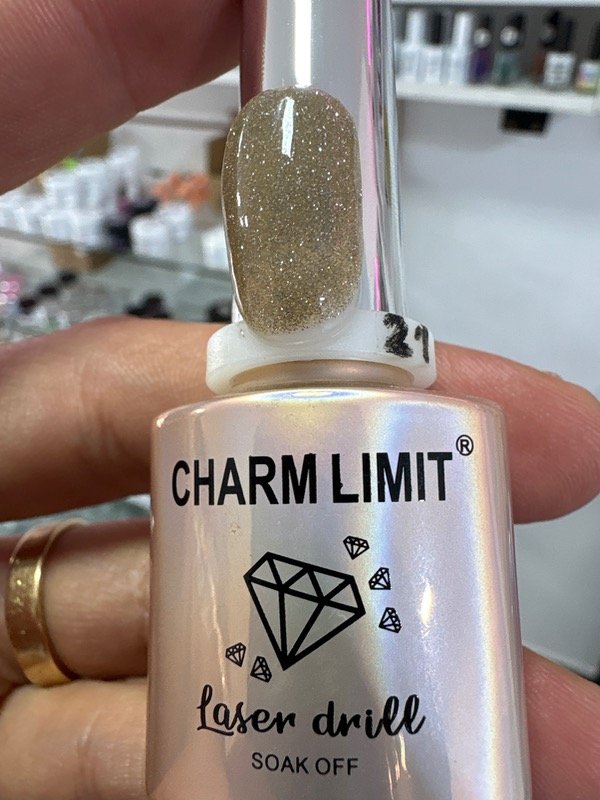 21
CHARM LIMIT®
Laser drill
SOAK OFF